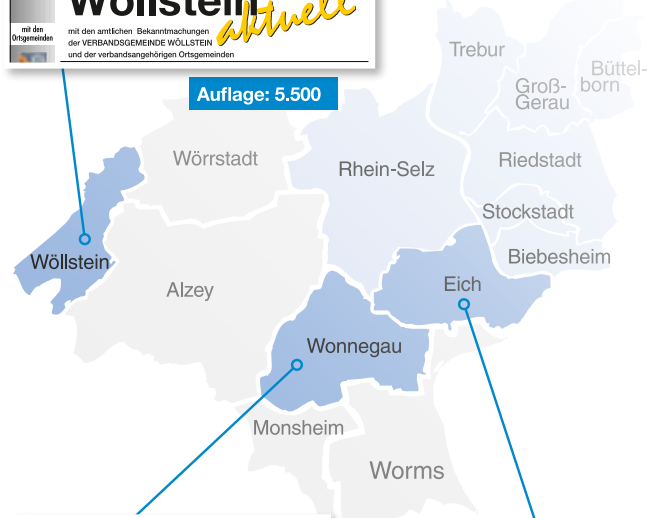 Wöllstein
aktuell
mit den
Ortsgemeinden
mit den amtlichen Bekanntmachungen
der VERBANDSGEMEINDE WÖLLSTEIN
und der verbandsangehörigen Ortsgemeinden
Auflage: 5.500
Trebur
Büttel-
born
Groß-
Gerau
Wörrstadt
Rhein-Selz
Riedstadt
Stockstadt
Biebesheim
Wöllstein
Alzey
Eich
Wonnegau
Monsheim
Worms